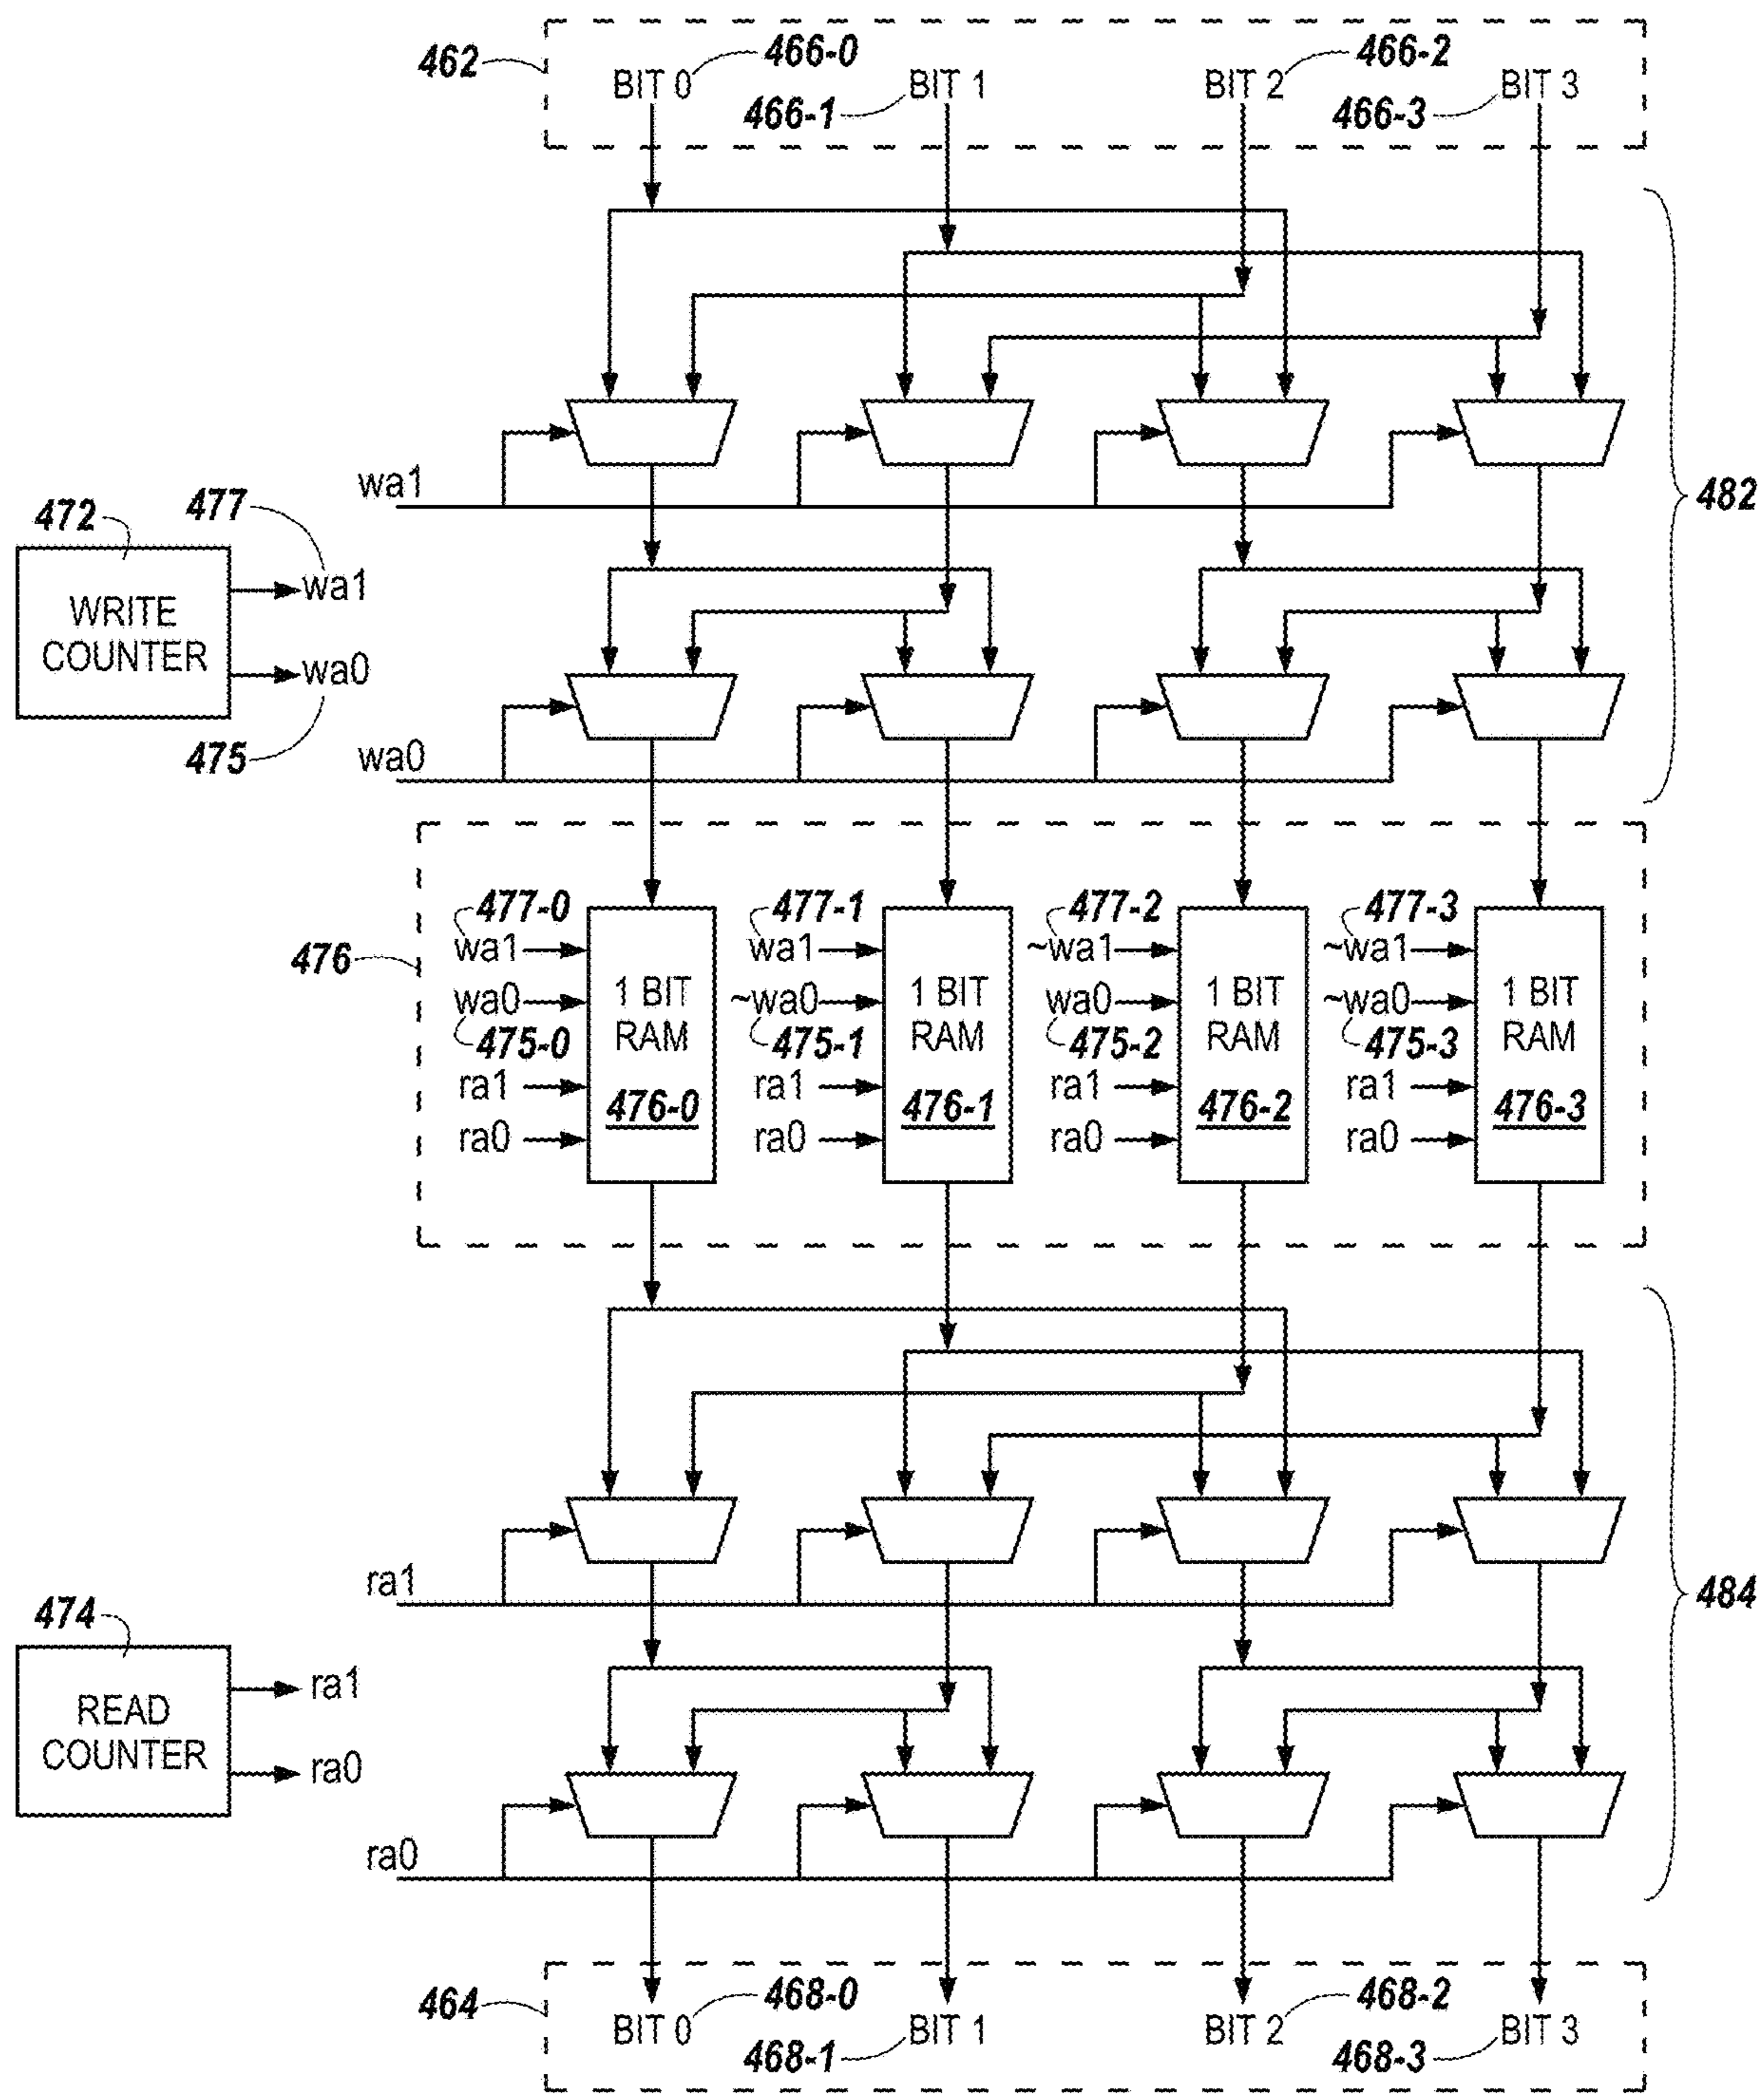 462 BIT 0 466-0 466-1 BIT 1 BIT 2 466-2 466-3 BIT 3
482
wa1
472
WRITE
COUNTER
477
wa1
wa0
475
wa0
476
477-0 477-1 477-2 477-3
wa1 wa1 ~wa1 ~wa1
wa0 ~wa0 wa0 ~wa0
475-0 475-1 475-2 475-3
ra1 ra1 ra1 ra1
ra0 ra0 ra0 ra0
1 BIT
RAM
476-0
1 BIT
RAM
476-1
1 BIT
RAM
476-2
1 BIT
RAM
476-3
484
ra1
474
READ
COUNTER
ra1
ra0
ra0
464 BIT 0 468-0 468-1 BIT 1 BIT 2 468-2 468-3 BIT 3